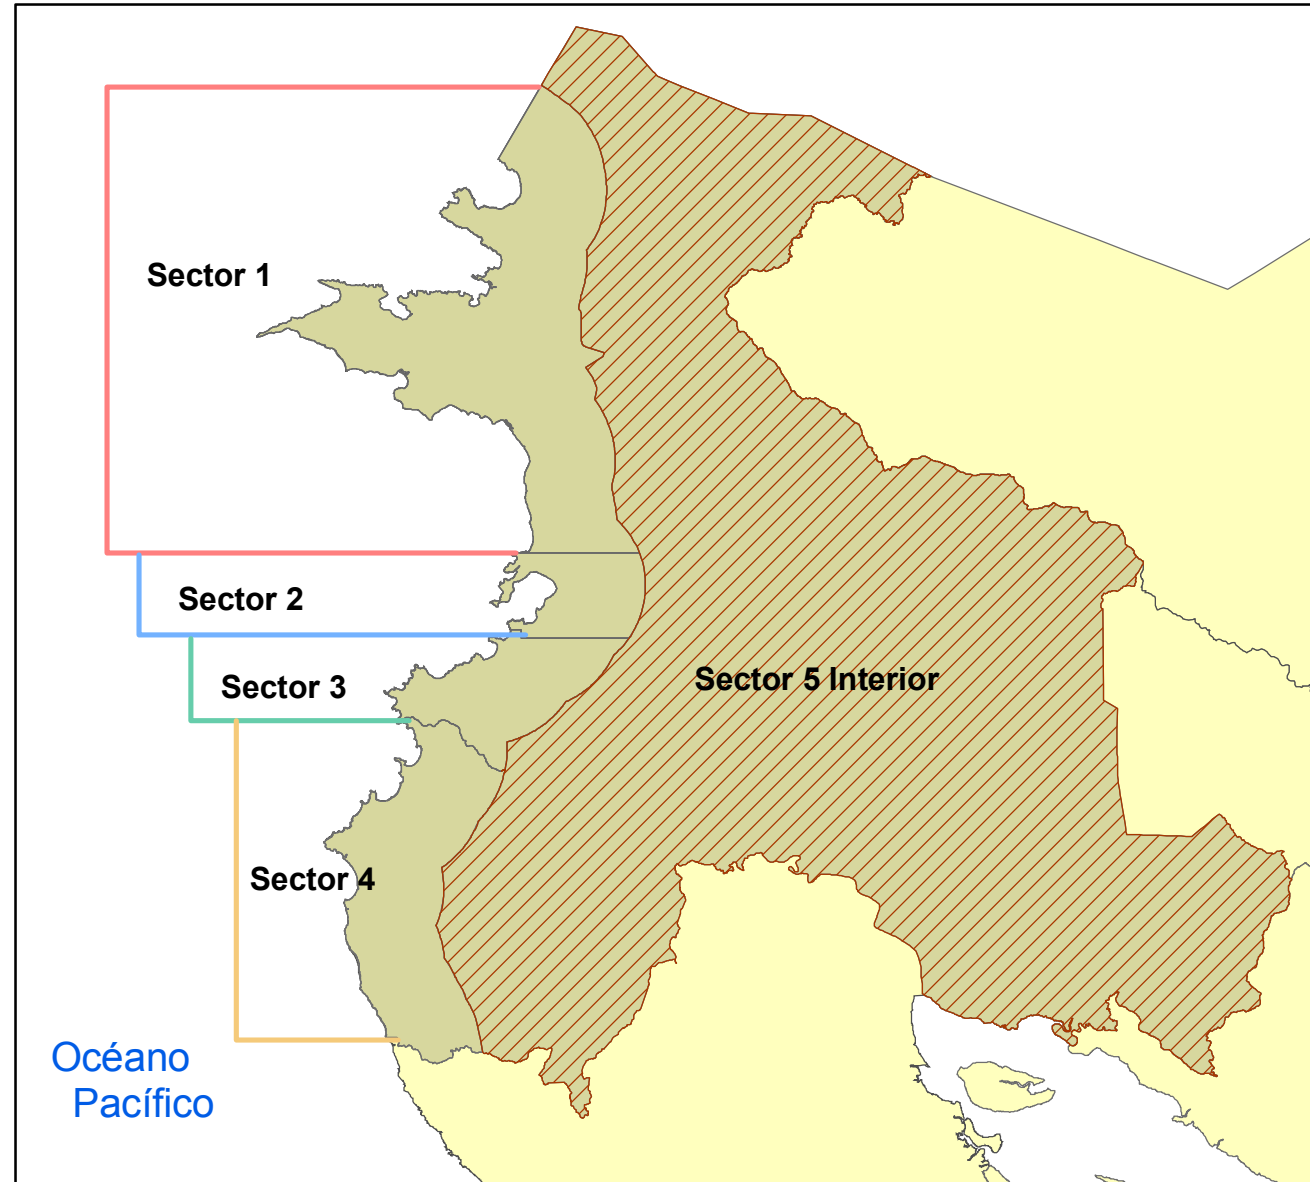 Sector 1
Sector 2
Sector 3
Sector 5 Interior
Sector 4
Océano
Pacífico